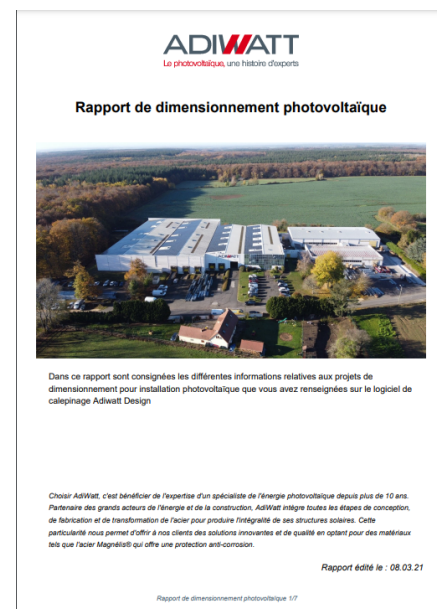 ADIWATT
Le photovoltaïque, une histoire d'experts
Rapport de dimensionnement photovoltaïque
Dans ce rapport sont consignées les différentes informations relatives aux projets de
dimensionnement pour installation photovoltaïque que vous avez renseignées sur le logiciel de
calepinage Adiwatt Design
Choisir AdiWatt, c'est bénéficier de l'expertise d'un spécialiste de l'énergie photovoltaïque depuis plus de 10 ans.
Partenaire des grands acteurs de l'énergie et de la construction, AdiWatt intègre toutes les étapes de conception,
de fabrication et de transformation de l'acier pour produire l'intégralité de ses structures solaires. Cette
particularité nous permet d'offrir à nos clients des solutions innovantes et de qualité en optant pour des matériaux
tels que l'acier Magnélis® qui offre une protection anti-corrosion.
Rapport édité le : 08.03.21
Rapport de dimensionnement photovoltaïque 1/7